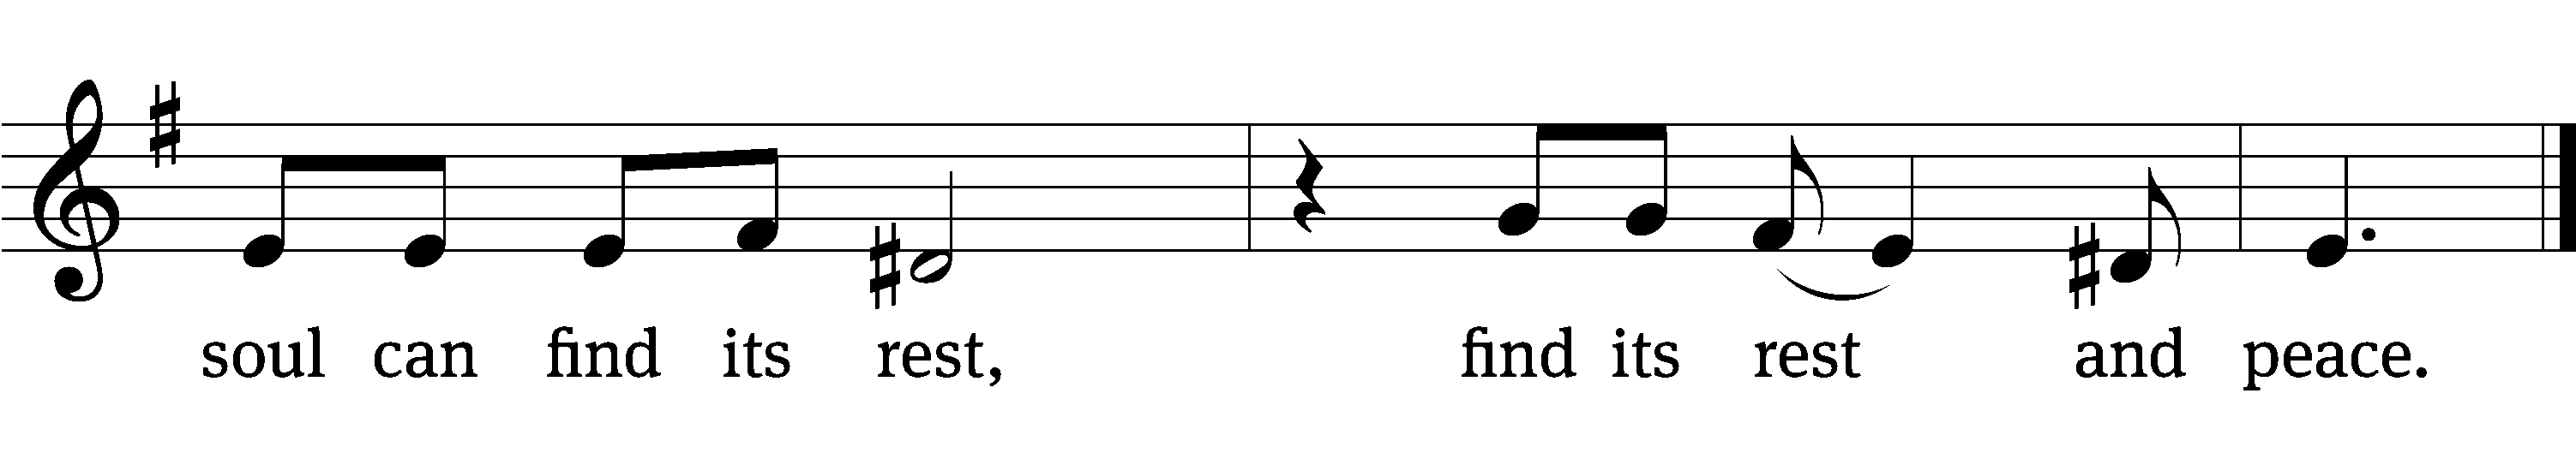 soul can find its rest, find its rest and peace.